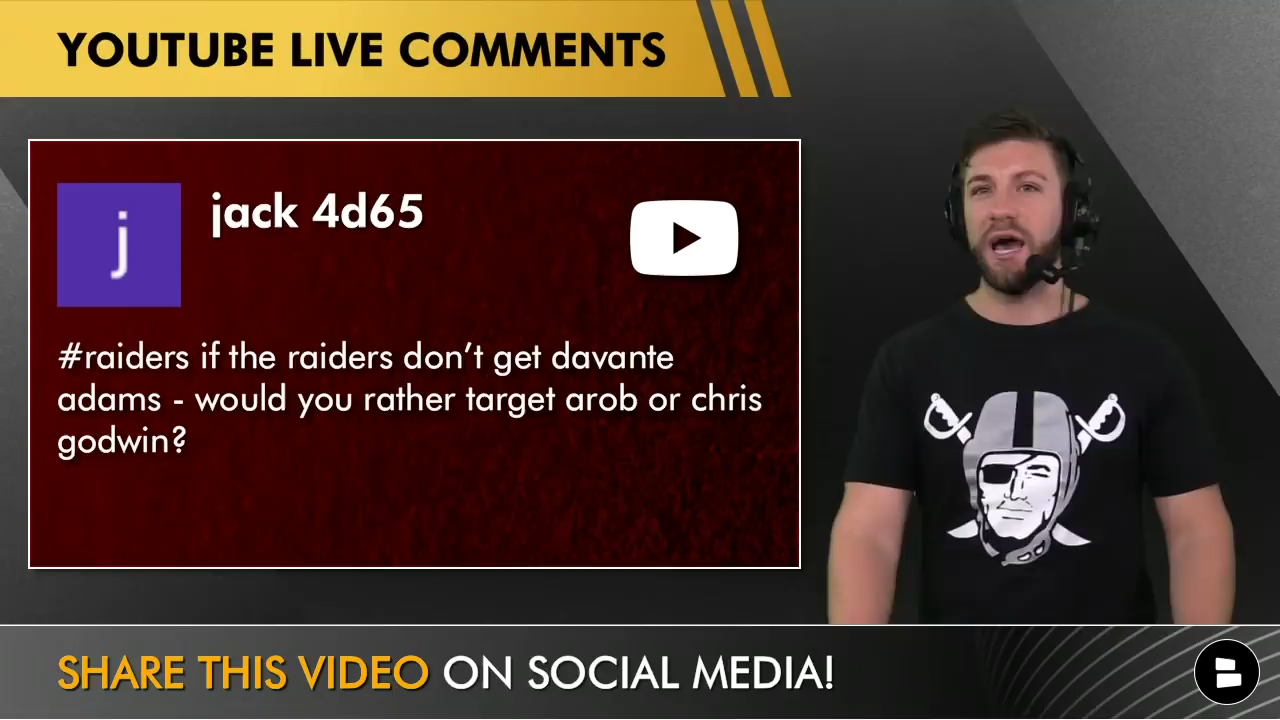 YOUTUBE LIVE COMMENTS
j
jack 4d65
#raiders if the raiders don't get davante
adams - would you rather target arob or chris
godwin?
SHARE THIS VIDEO ON SOCIAL MEDIA!